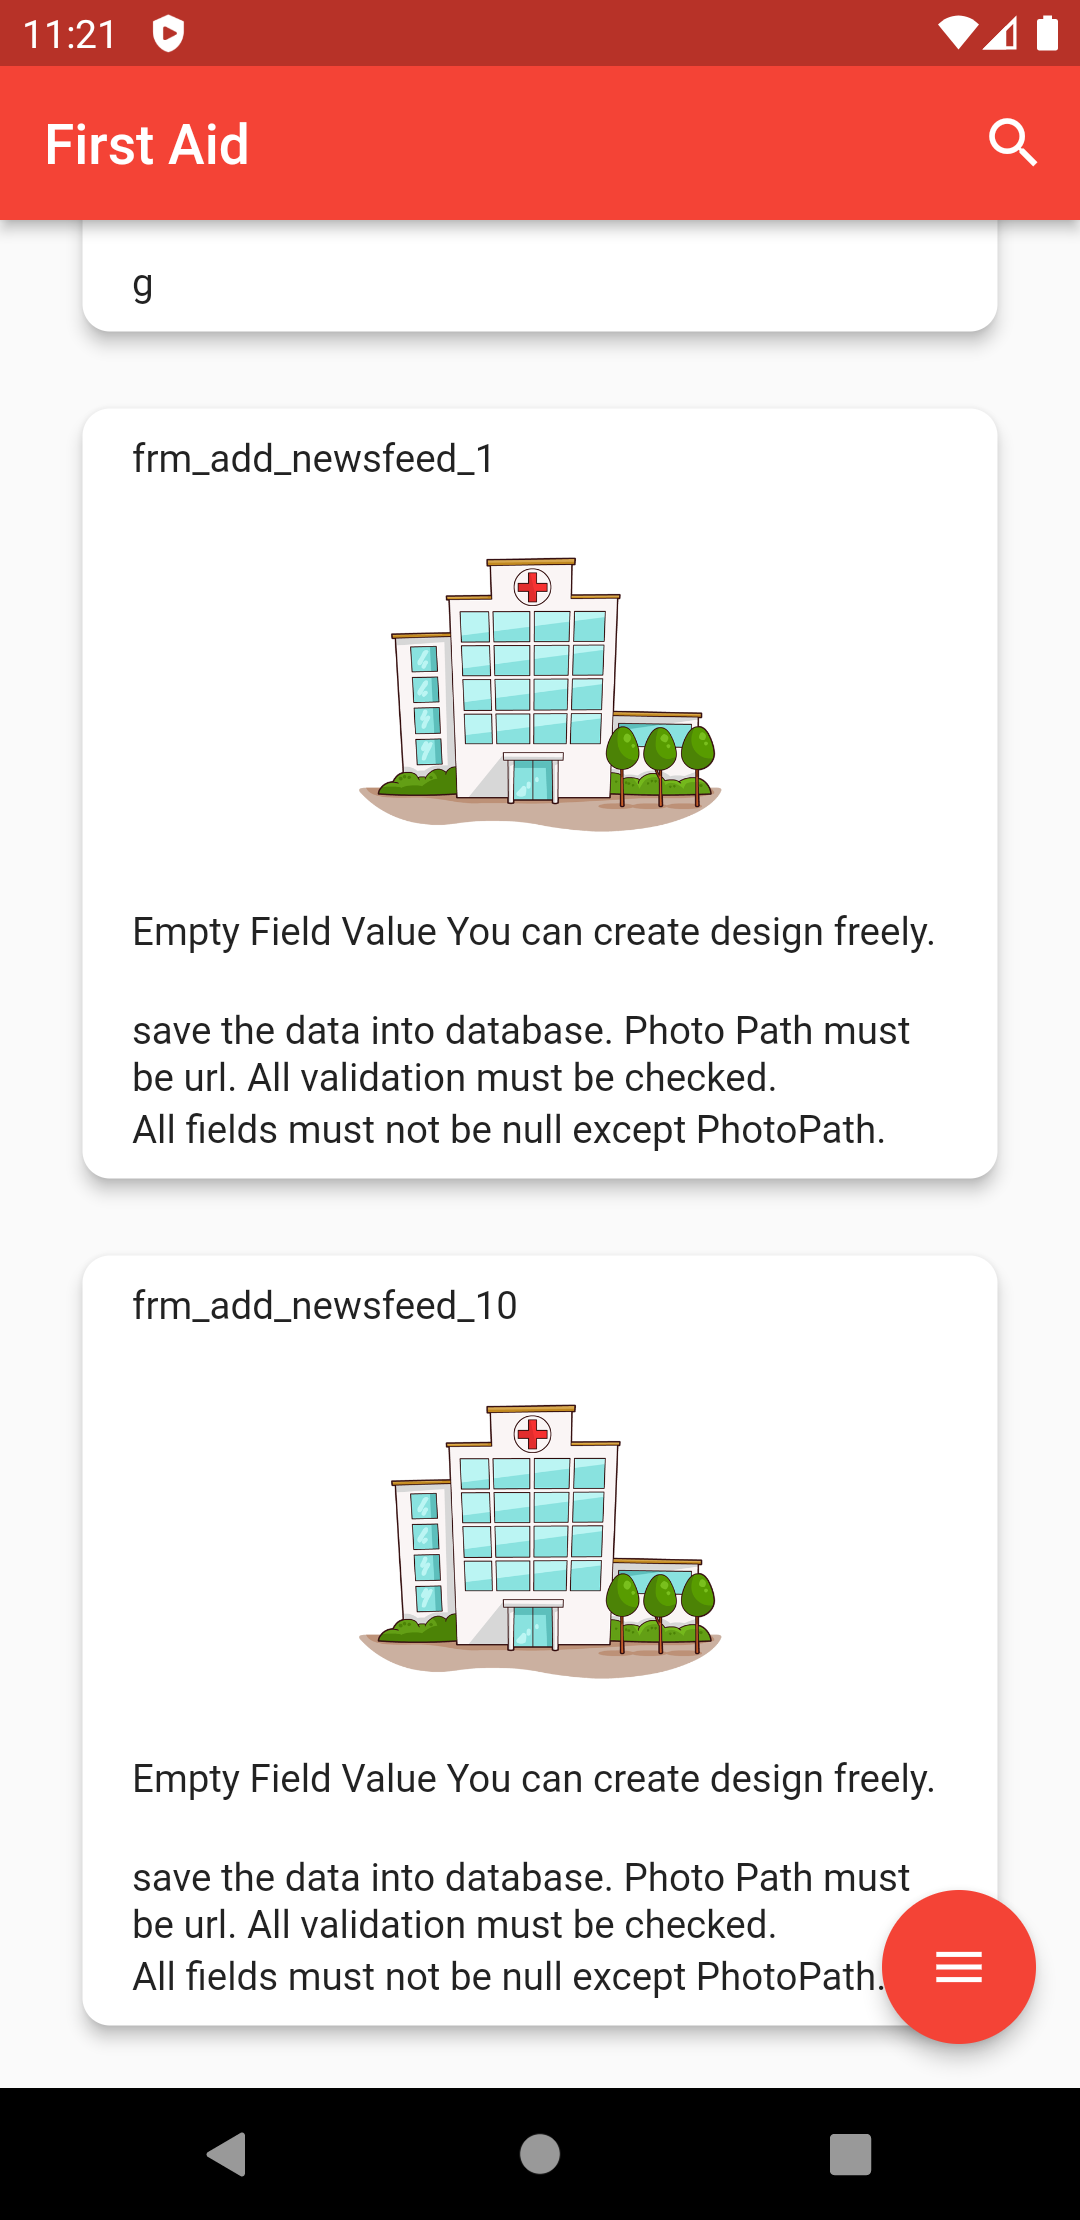 11:21
First Aid
g
frm_add_newsfeed_1
Empty Field Value You can create design freely.
save the data into database. Photo Path must
be url. All validation must be checked.
All fields must not be null except PhotoPath.
frm_add_newsfeed_10
Empty Field Value You can create design freely.
save the data into database. Photo Path must
be url. All validation must be checked.
All fields must not be null except PhotoPath.